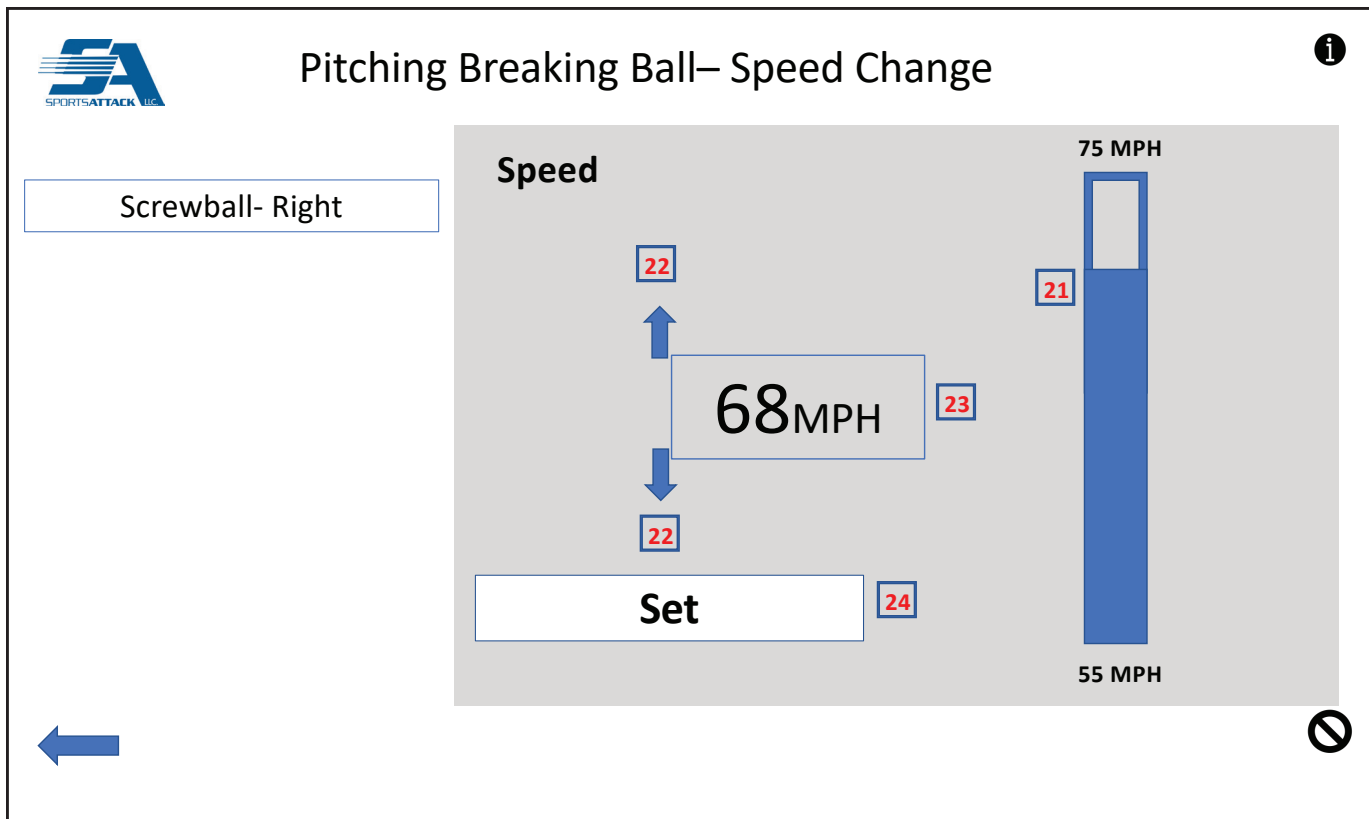 Pitching Breaking Ball– Speed Change
i
SPORTSATTACK LLC.
Screwball- Right
Speed
75 MPH
22
21
68MPH
23
22
Set
24
55 MPH